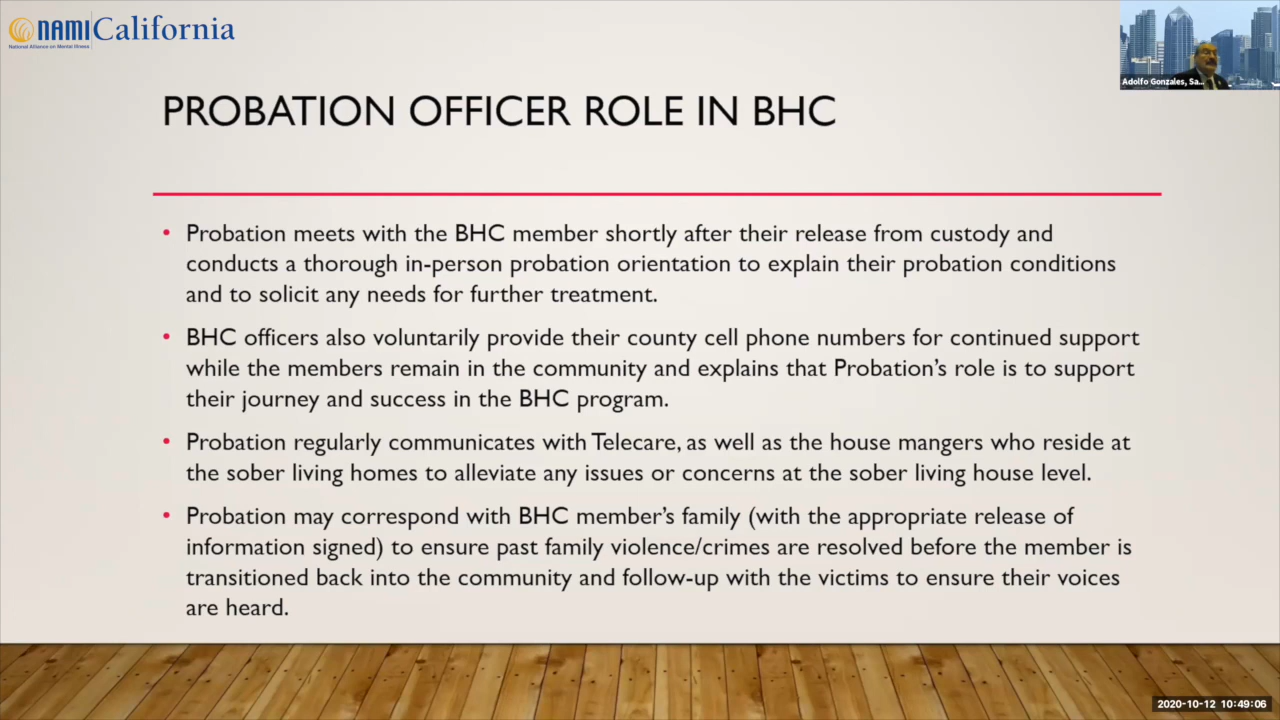 NAMI California
National Alliance on Mental Illness
Adolfo Gonzales, Sa...
PROBATION OFFICER ROLE IN BHC
• Probation meets with the BHC member shortly after their release from custody and
conducts a thorough in-person probation orientation to explain their probation conditions
and to solicit any needs for further treatment.
• BHC officers also voluntarily provide their county cell phone numbers for continued support
while the members remain in the community and explains that Probation’s role is to support
their journey and success in the BHC program.
• Probation regularly communicates with Telecare, as well as the house mangers who reside at
the sober living homes to alleviate any issues or concerns at the sober living house level.
• Probation may correspond with BHC member’s family (with the appropriate release of
information signed) to ensure past family violence/crimes are resolved before the member is
transitioned back into the community and follow-up with the victims to ensure their voices
are heard.
2020-10-12 10:49:06